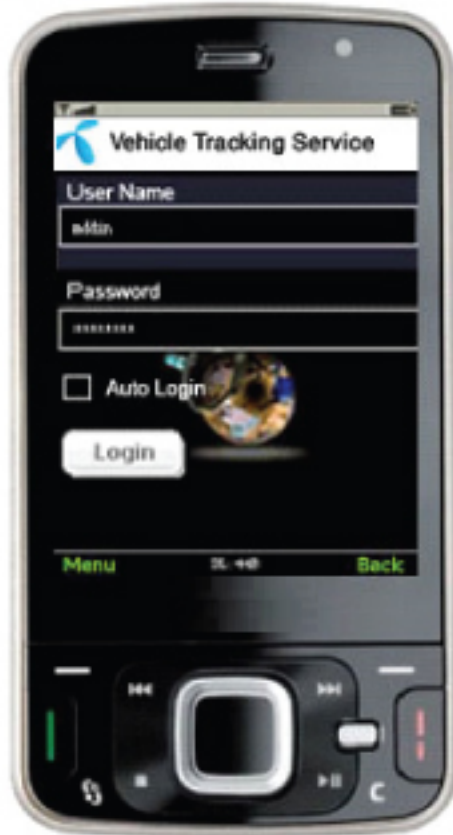 Vehicle Tracking Service
User Name
Password
Auto Login
Login
Menu
Back
C